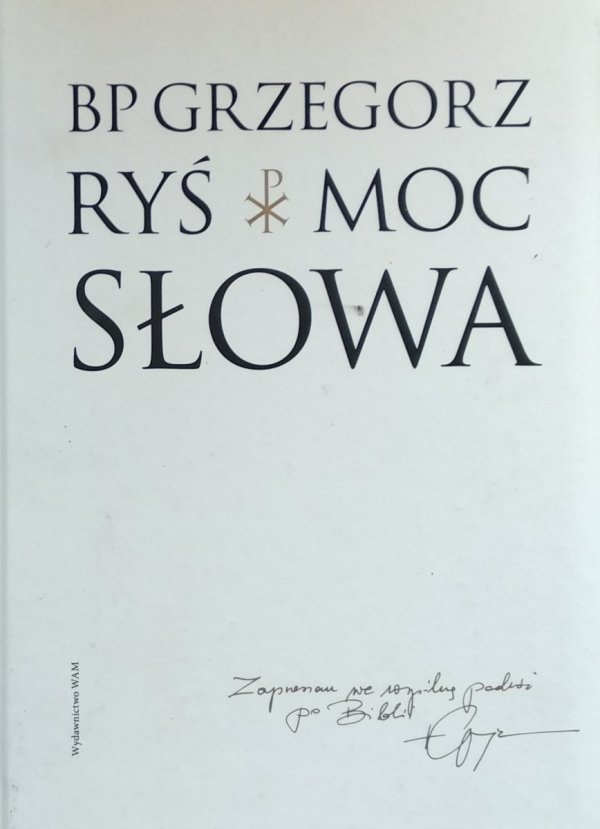 BP GRZEGORZ
RYŚ MOC
SŁOWA
Zapraszam we wspólną podróż
po Biblii
Wydawnictwo WAM